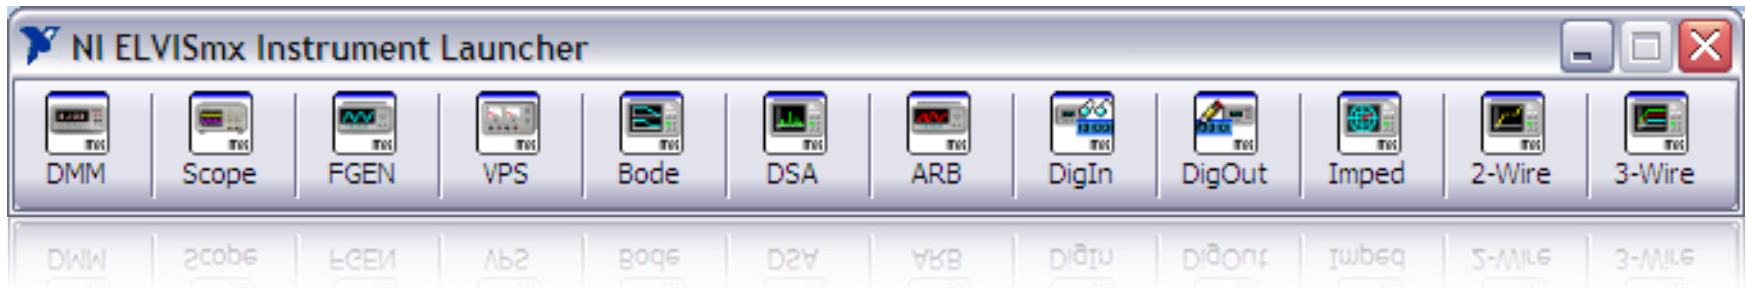 NI ELVISmx Instrument Launcher
DMM Scope FGEN VPS Bode DSA ARB DigIn DigOut Imped 2-Wire 3-Wire